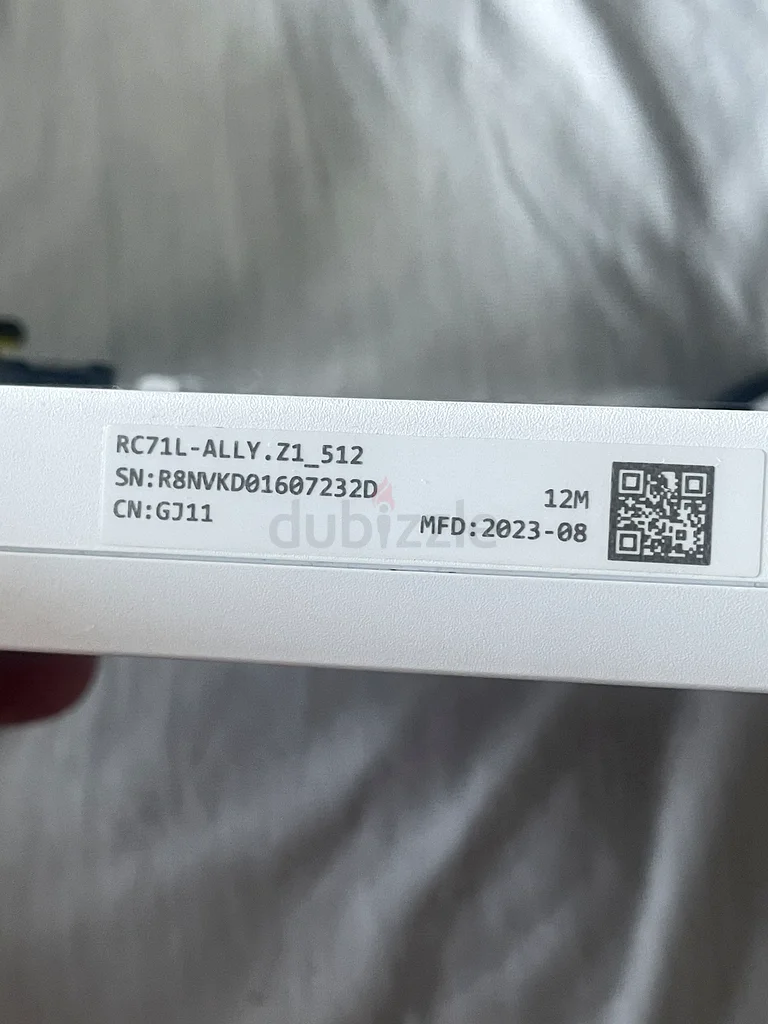 RC71L-ALLY.Z1_512
SN:R8NVKD01607232D
CN:GJ11
12M
MFD:2023-08
dubizzle